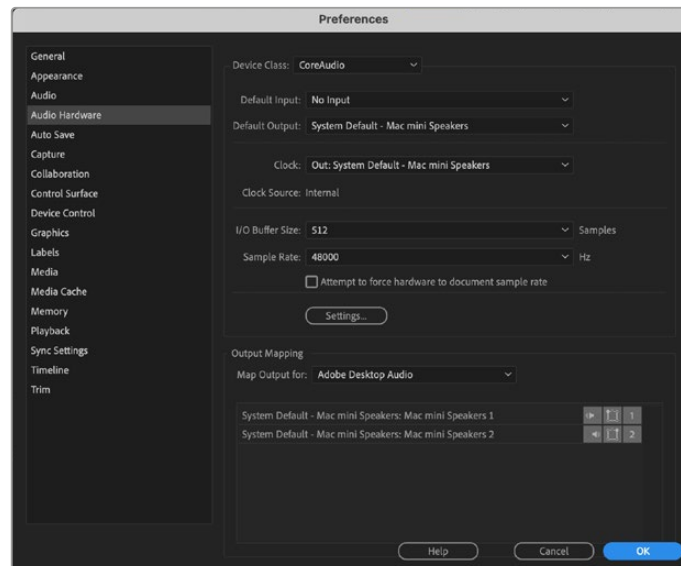 Preferences
General
Appearance
Audio
Audio Hardware
Auto Save
Capture
Collaboration
Control Surface
Device Control
Graphics
Labels
Media
Media Cache
Memory
Playback
Sync Settings
Timeline
Trim
Device Class: CoreAudio
Default Input: No Input
Default Output: System Default - Mac mini Speakers
Clock: Out: System Default - Mac mini Speakers
Clock Source: Internal
I/O Buffer Size: 512 Samples
Sample Rate: 48000 Hz
Attempt to force hardware to document sample rate
Settings...
Output Mapping
Map Output for: Adobe Desktop Audio
System Default - Mac mini Speakers: Mac mini Speakers 1 1
System Default - Mac mini Speakers: Mac mini Speakers 2 2
Help Cancel OK